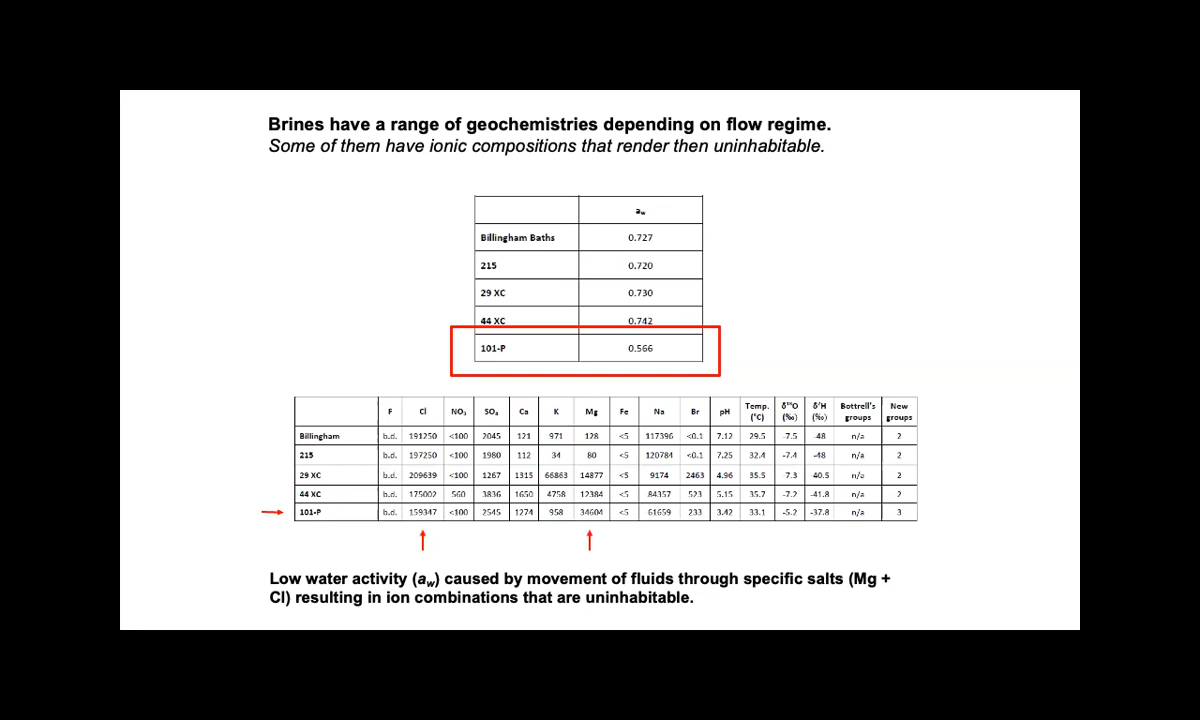 Brines have a range of geochemistries depending on flow regime.
Some of them have ionic compositions that render then uninhabitable.
aw
Billingham Baths 0.727
215 0.720
29 XC 0.730
44 XC 0.742
101-P 0.566
F Cl NO₃ SO₄ Ca K Mg Fe Na Br pH Temp. (°C) δ¹⁸O (‰) δ²H (‰) Bottrell's groups New groups
Billingham b.d. 191250 <100 2045 121 971 128 <5 117396 <0.1 7.12 29.5 -7.5 -48 n/a 2
215 b.d. 197250 <100 1980 112 34 80 <5 120784 <0.1 7.25 32.4 -7.4 -48 n/a 2
29 XC b.d. 209639 <100 1267 1315 66863 14877 <5 9174 2463 4.96 35.5 7.3 40.5 n/a 2
44 XC b.d. 175002 560 3836 1650 4758 12384 <5 84357 523 5.15 35.7 -7.2 -41.8 n/a 2
101-P b.d. 159347 <100 2545 1274 958 34604 <5 61659 233 3.42 33.1 -5.2 -37.8 n/a 3
Low water activity (aw) caused by movement of fluids through specific salts (Mg +
Cl) resulting in ion combinations that are uninhabitable.